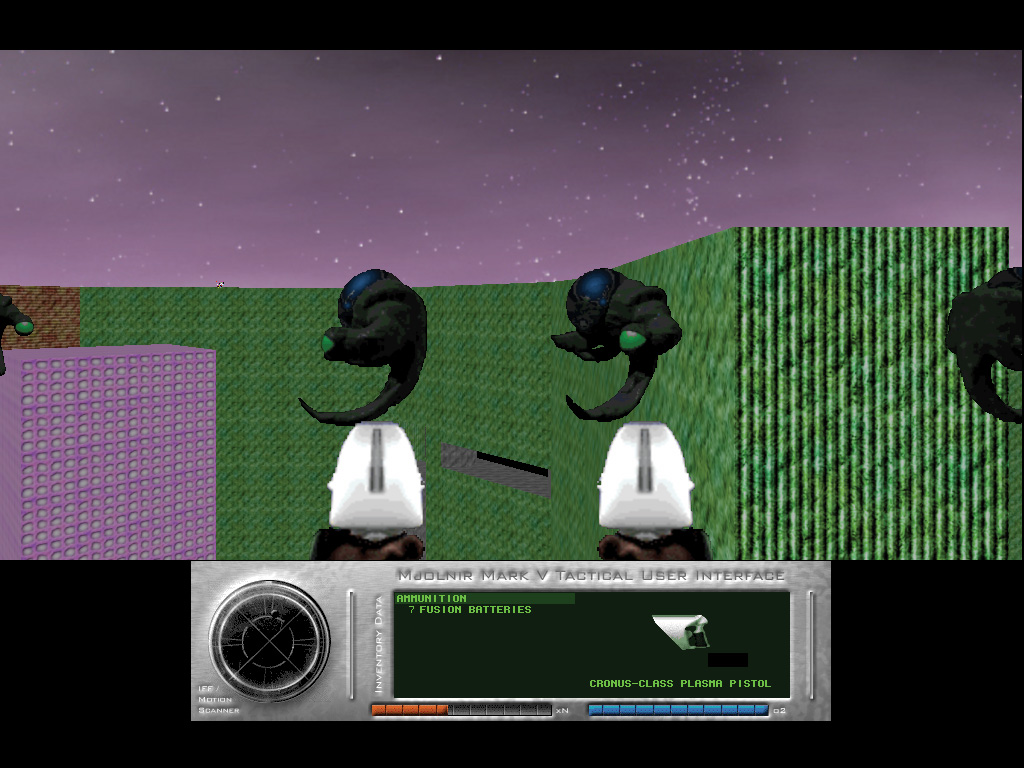 Mjolnir Mark V Tactical User Interface
Inventory Data
AMMUNITION
7 FUSION BATTERIES
CRONUS-CLASS PLASMA PISTOL
IFF /
Motion
Scanner
xN
o2